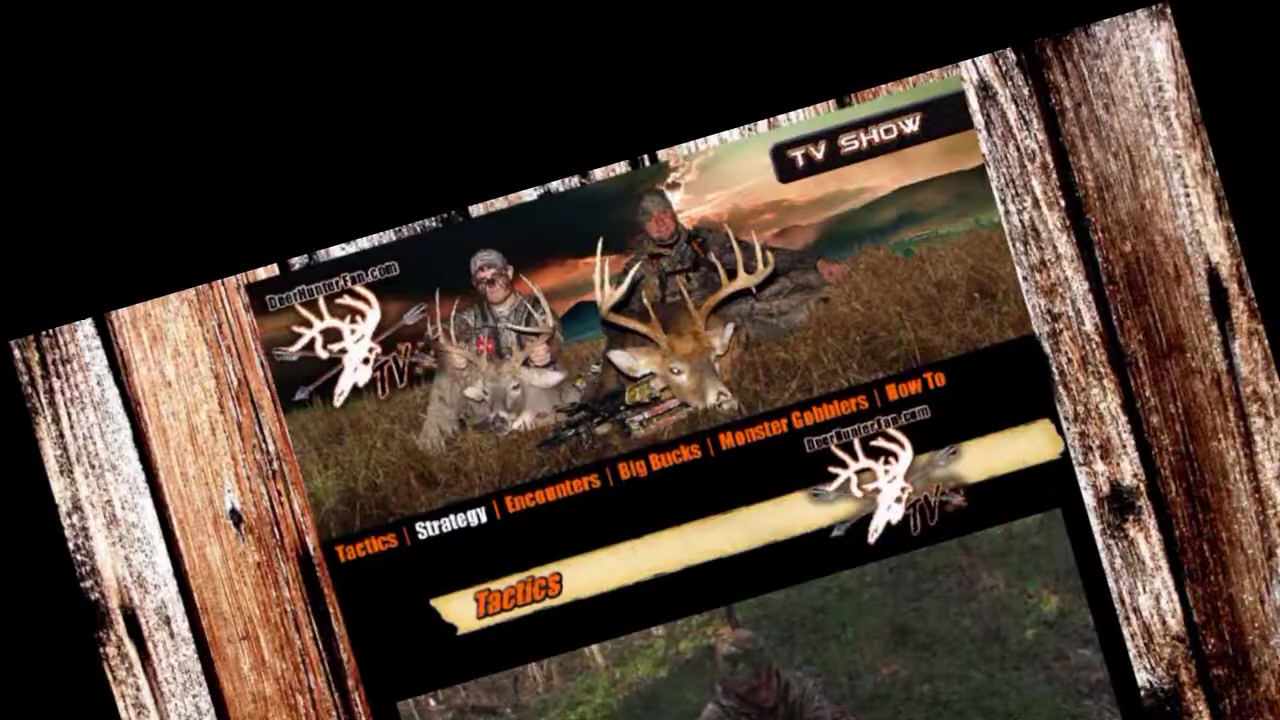 TV SHOW
DeerHunterFan.com
TV
Tactics | Strategy | Encounters | Big Bucks | Monster Gobblers | How To
DeerHunterFan.com
TV
Tactics